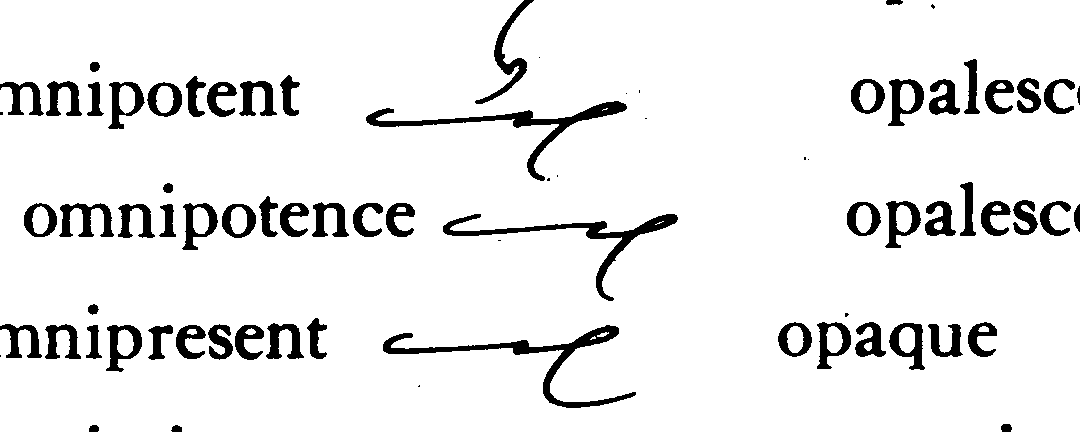 mnipotent opalesc
omnipotence opalesc
mnipresent opaque